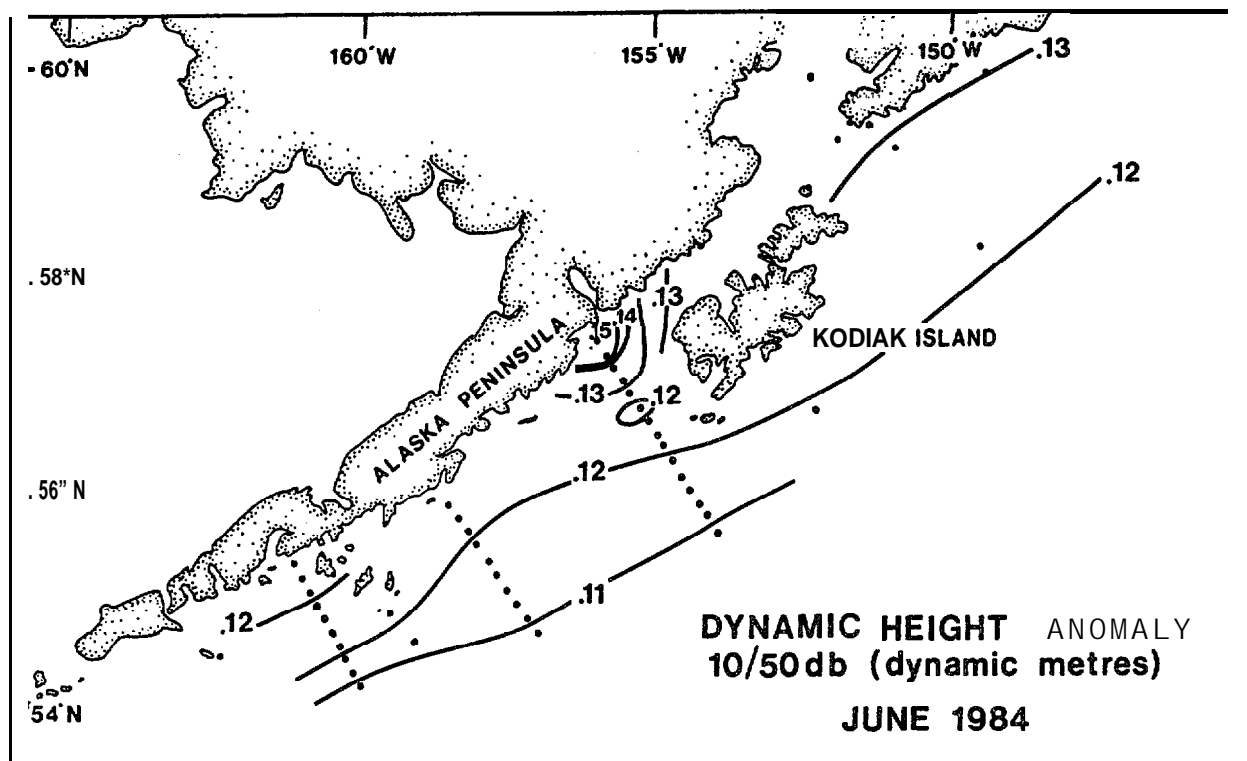 - 60°N
160°W
155°W
150°W
.13
.12
. 58°N
.13
.14
KODIAK ISLAND
ALASKA PENINSULA
.13
.12
.12
. 56" N
.11
.12
DYNAMIC HEIGHT ANOMALY
10/50db (dynamic metres)
54°N
JUNE 1984